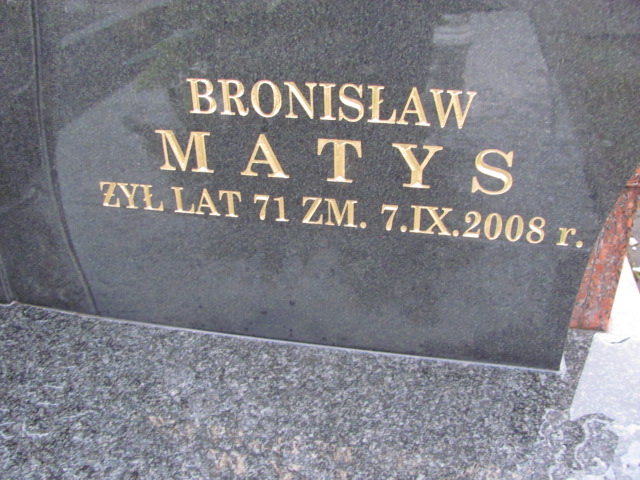 BRONISŁAW
MATYS
ŻYŁ LAT 71 ZM. 7.IX.2008 r.